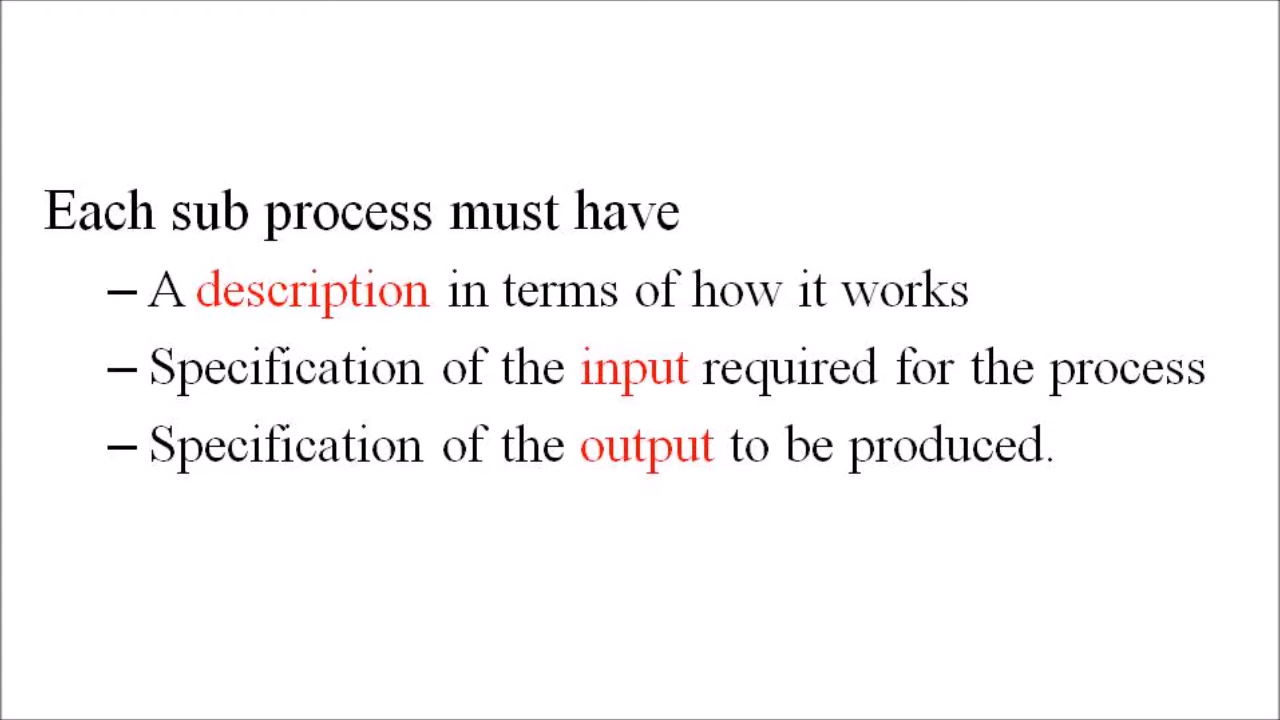 Each sub process must have
– A description in terms of how it works
– Specification of the input required for the process
– Specification of the output to be produced.